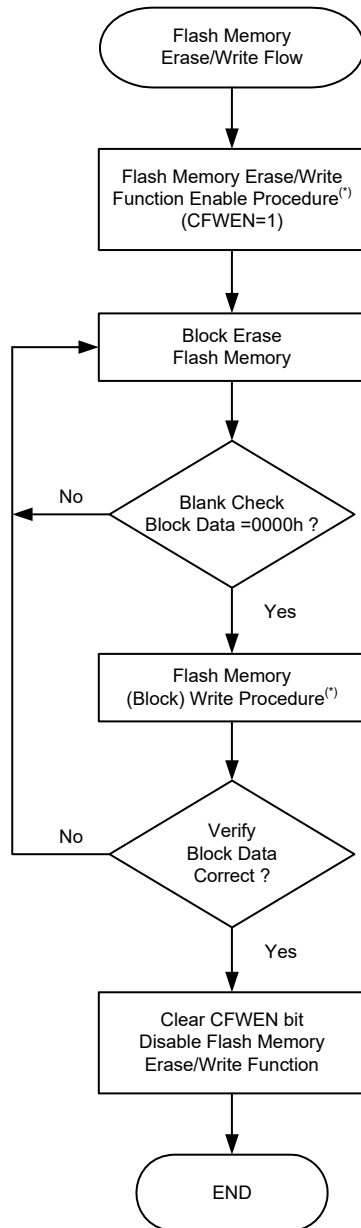 Flash Memory
Erase/Write Flow
Flash Memory Erase/Write
Function Enable Procedure(*)
(CFWEN=1)
Block Erase
Flash Memory
No
Blank Check
Block Data =0000h ?
Yes
Flash Memory
(Block) Write Procedure(*)
No
Verify
Block Data
Correct ?
Yes
Clear CFWEN bit
Disable Flash Memory
Erase/Write Function
END